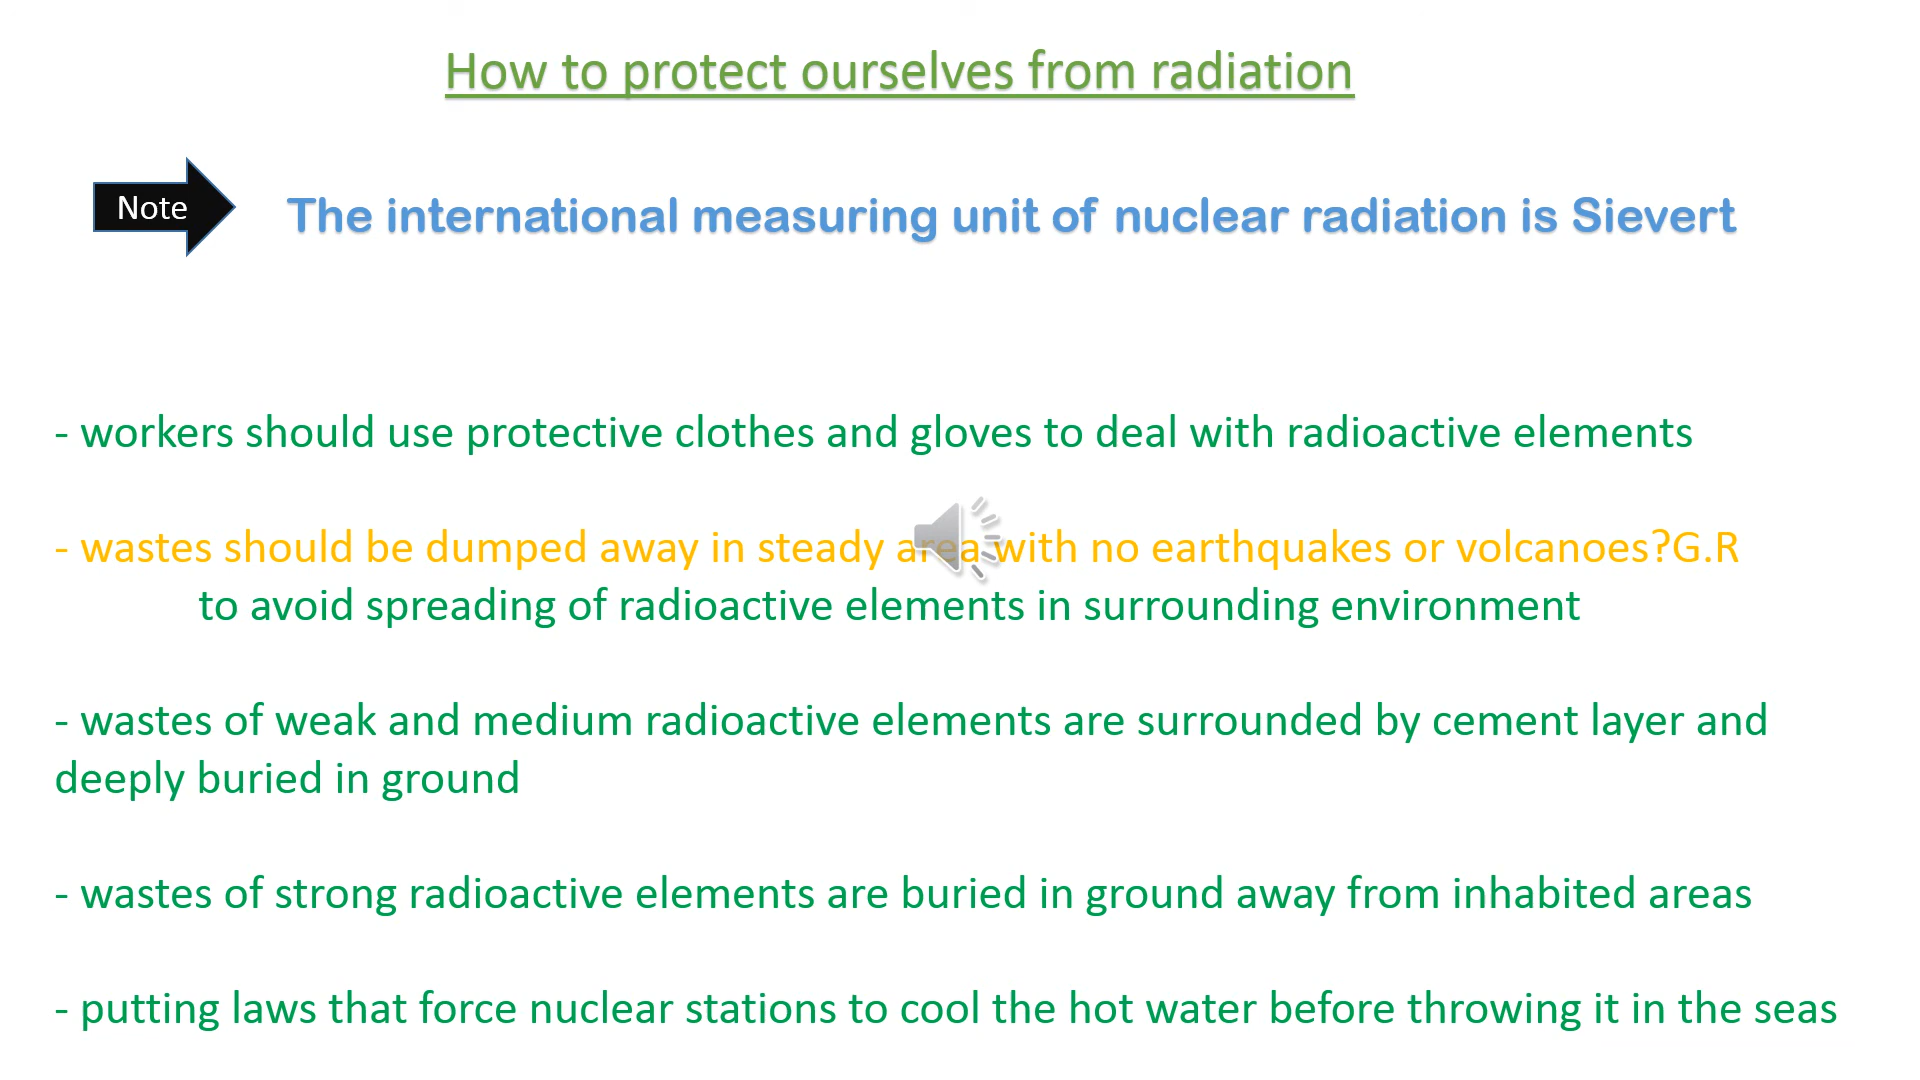 How to protect ourselves from radiation
Note
The international measuring unit of nuclear radiation is Sievert
- workers should use protective clothes and gloves to deal with radioactive elements
- wastes should be dumped away in steady area with no earthquakes or volcanoes?G.R
to avoid spreading of radioactive elements in surrounding environment
- wastes of weak and medium radioactive elements are surrounded by cement layer and
deeply buried in ground
- wastes of strong radioactive elements are buried in ground away from inhabited areas
- putting laws that force nuclear stations to cool the hot water before throwing it in the seas